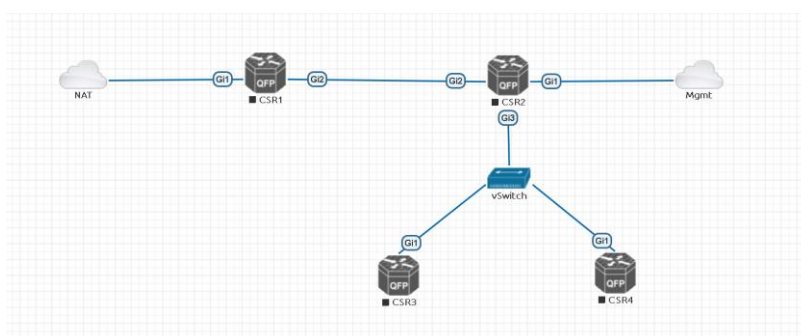 Gi1
QFP
Gi2
Gi2
QFP
Gi1
NAT
CSR1
CSR2
Mgmt
Gi3
vSwitch
Gi1
Gi1
QFP
QFP
CSR3
CSR4